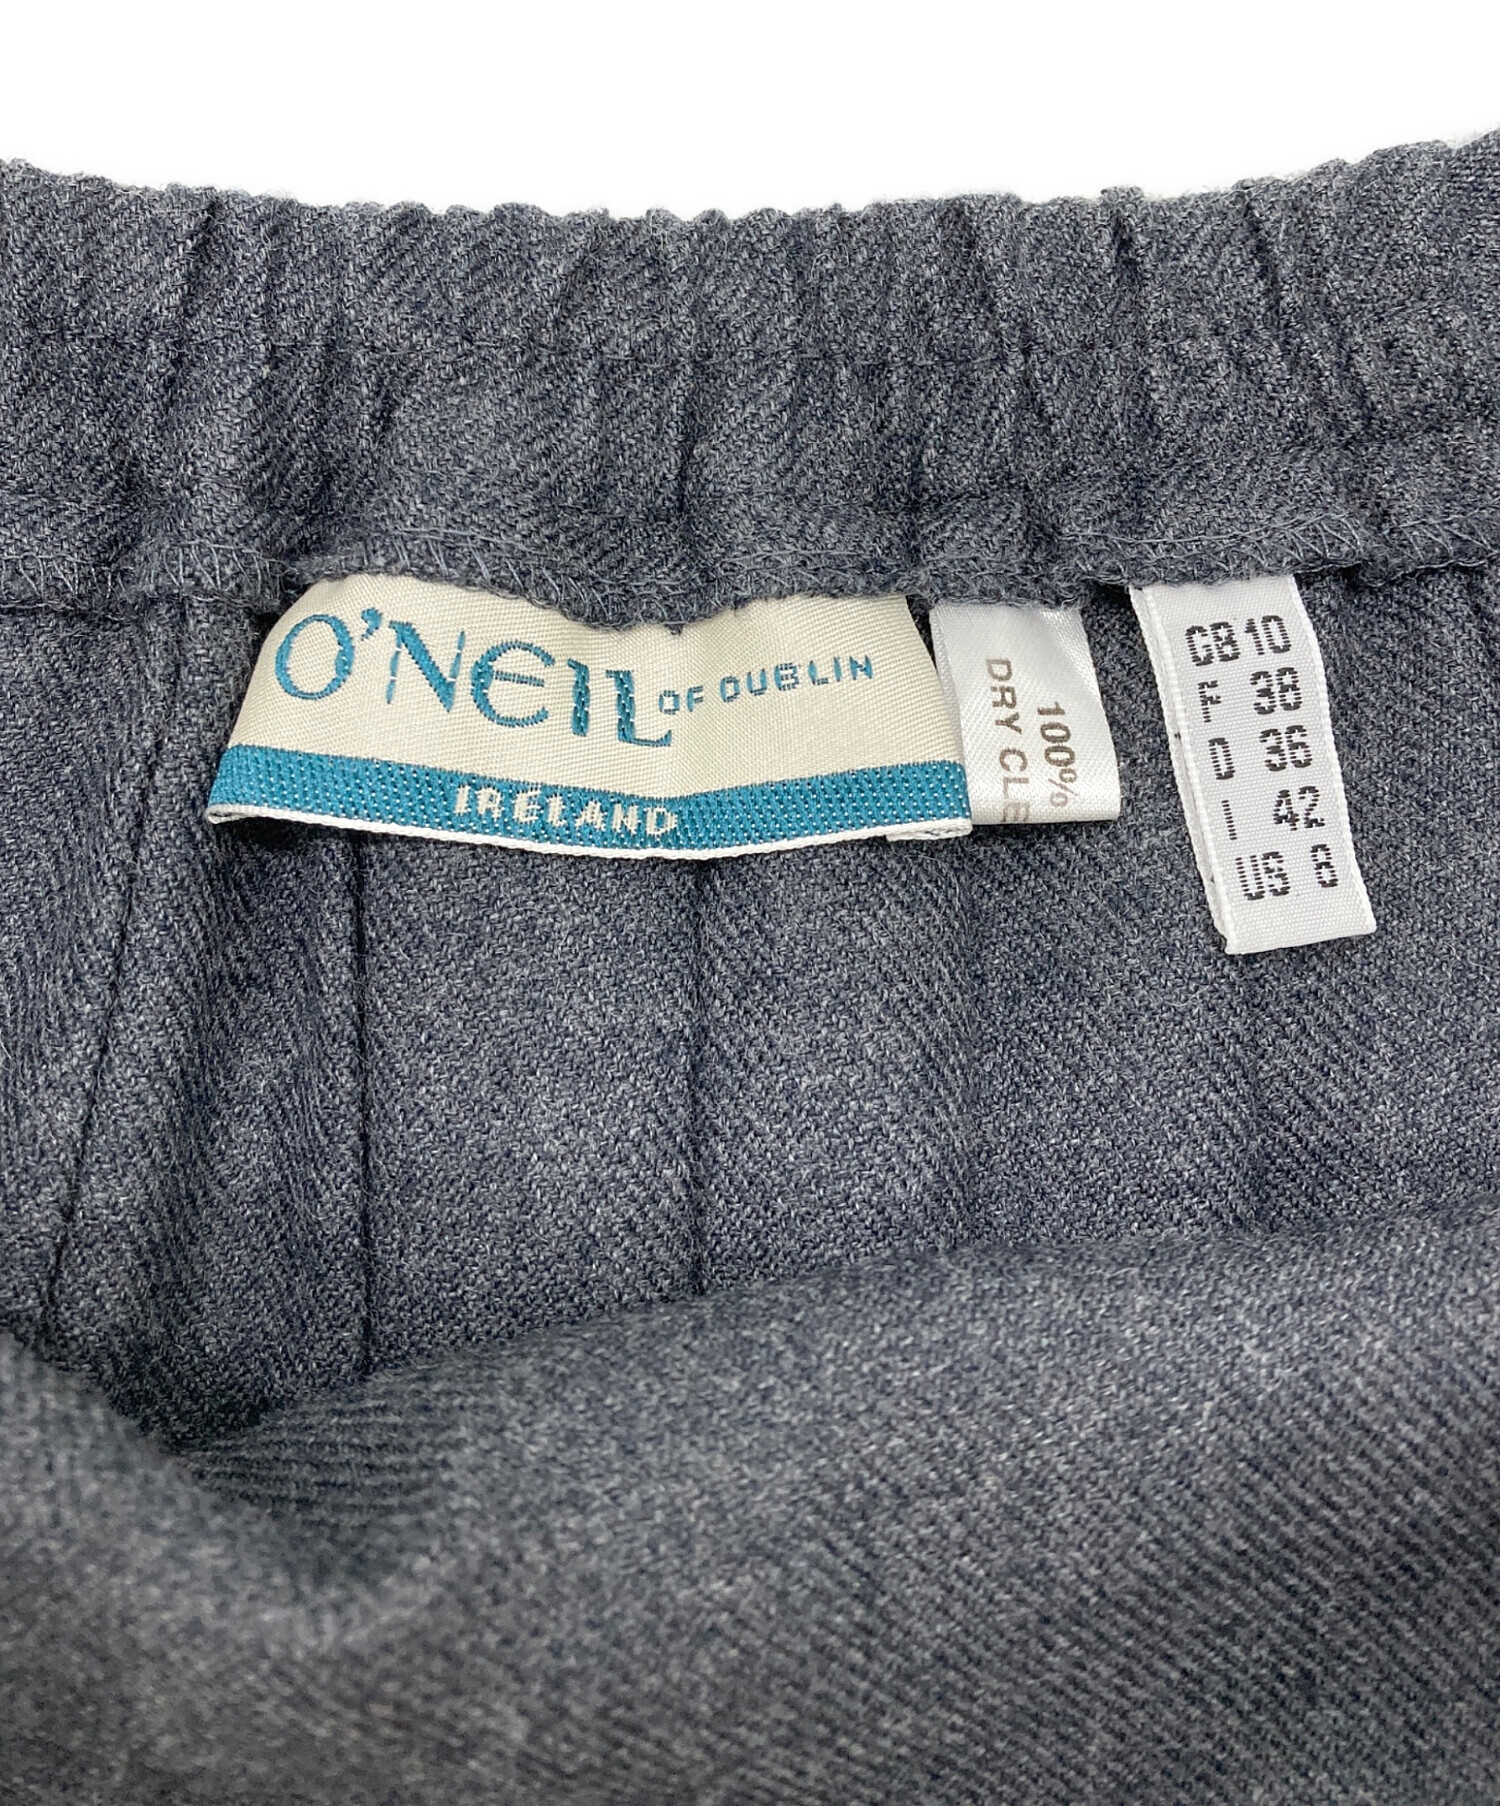 O'NEIL OF DUBLIN
IRELAND
100%
DRY CLE
GB 10
F 38
D 36
I 42
US 8